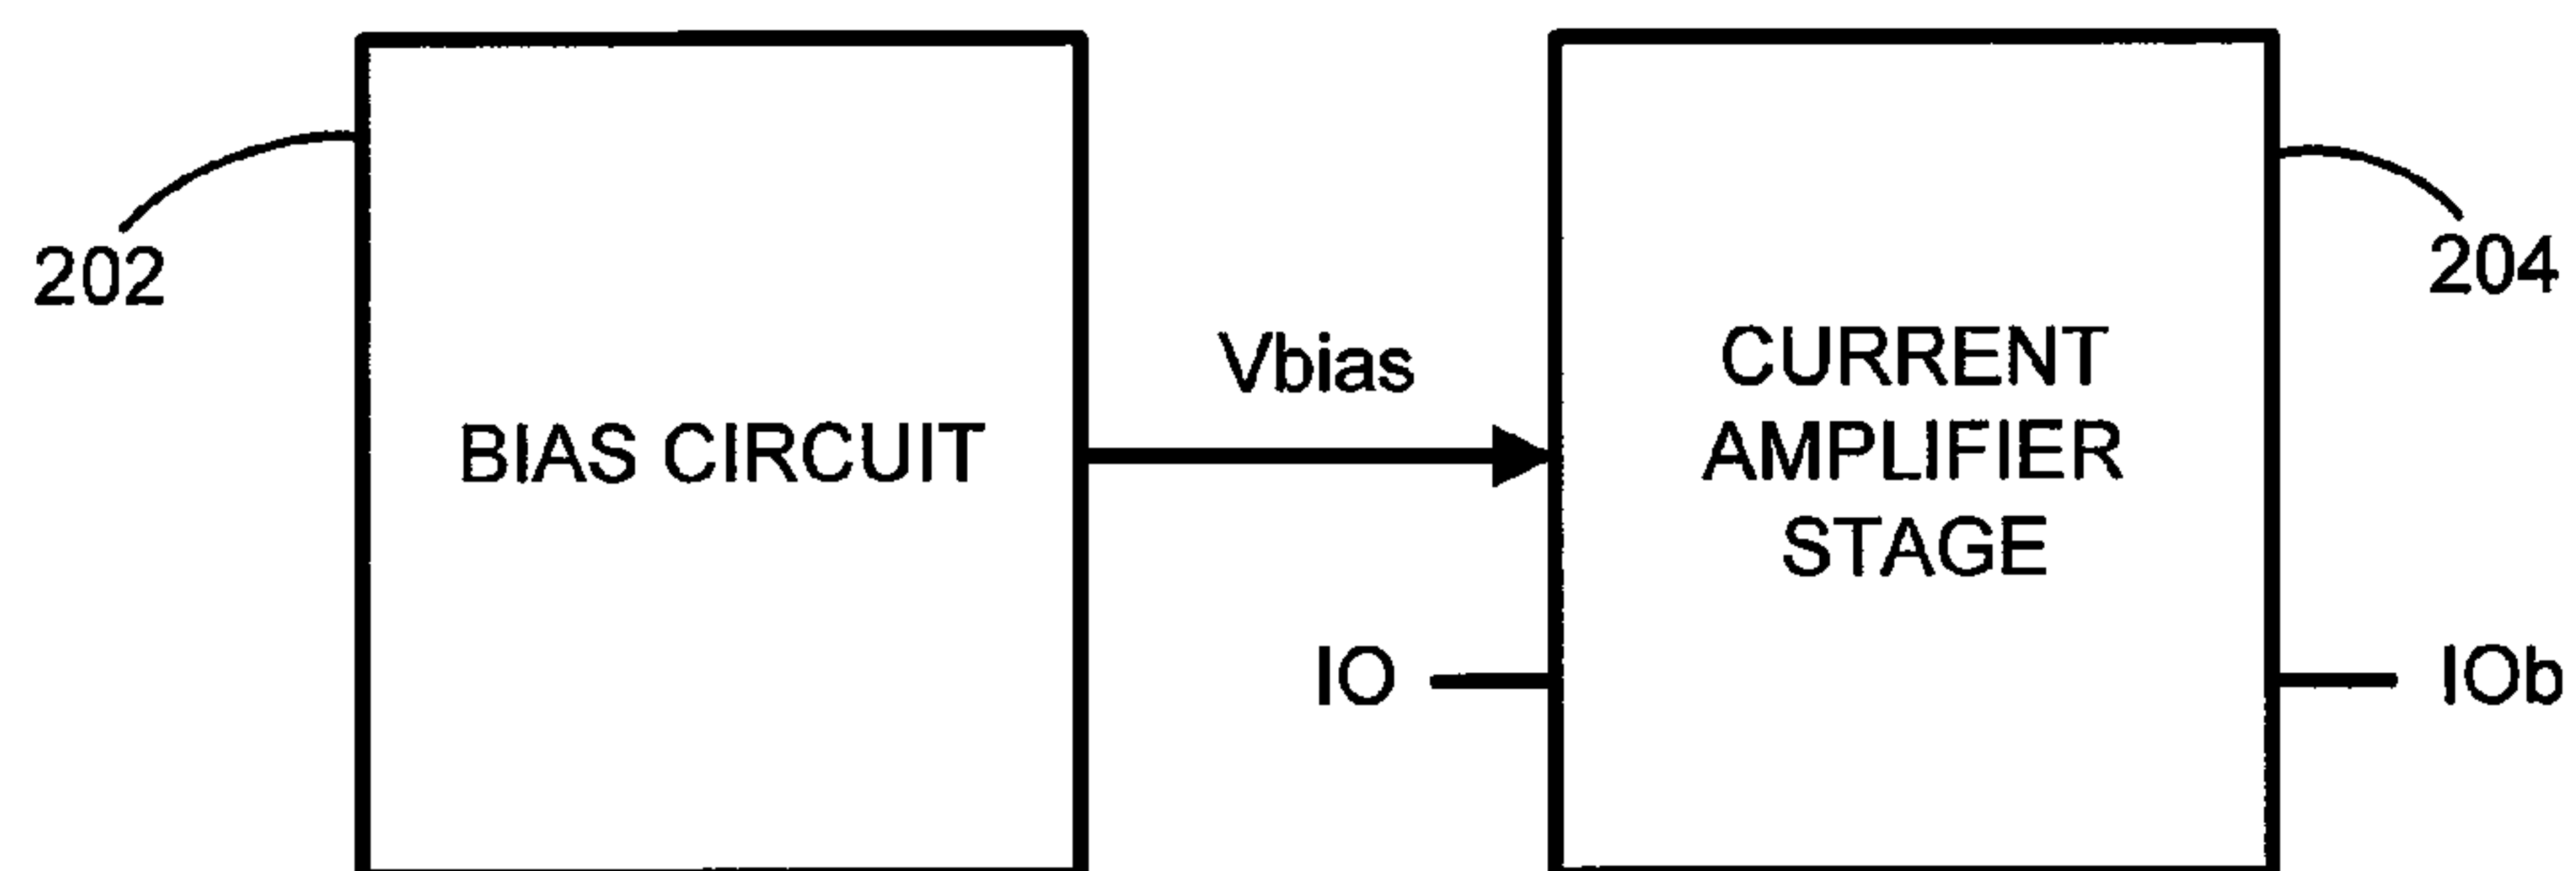 202
BIAS CIRCUIT
Vbias
IO
CURRENT
AMPLIFIER
STAGE
204
IOb